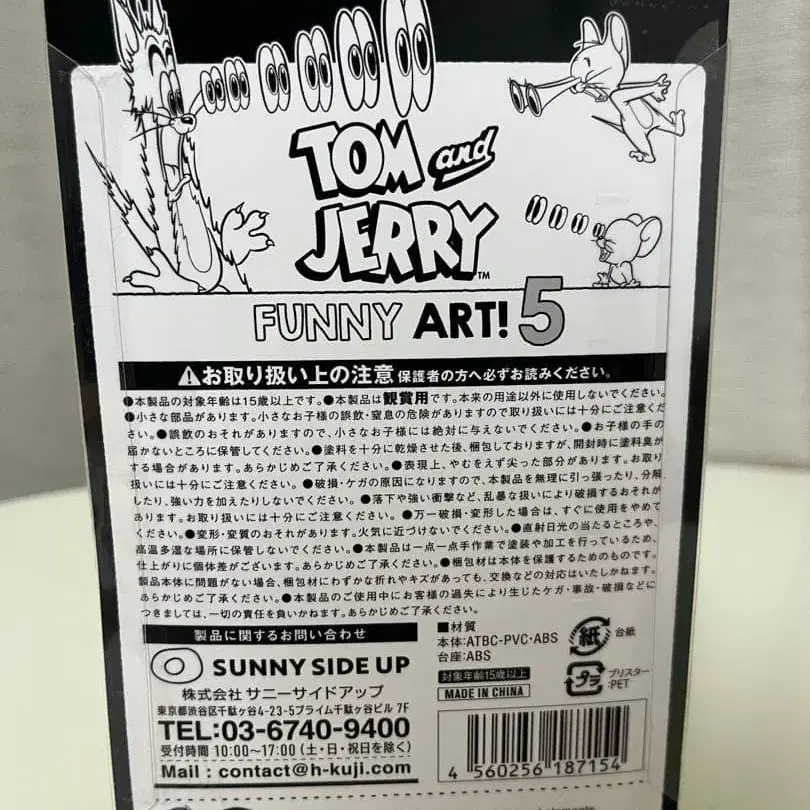 TOM and
JERRY™
FUNNY ART! 5
⚠お取り扱い上の注意 保護者の方へ必ずお読みください。
●本製品の対象年齢は15歳以上です。●本製品は観賞用です。本来の用途以外に使用しないでください。
●小さな部品があります。小さなお子様の誤飲・窒息の危険がありますので取り扱いには十分にご注意くだ
さい。●誤飲のおそれがありますので、小さなお子様には絶対に与えないでください。●お子様の手の
届かないところに保管してください。●塗料を十分に乾燥させた後、梱包しておりますが、開封時に塗料臭が
する場合があります。あらかじめご了承ください。●表現上、やむをえず尖った部分があります。お取り
扱いには十分にご注意ください。●破損・ケガの原因になりますので、本製品を無理に引っ張ったり、分解
したり、強い力を加えたりしないでください。●落下や強い衝撃など、乱暴な扱いにより破損するおそれが
あります。お取り扱いには十分にご注意ください。●万一破損・変形した場合は、すぐに使用をやめて
ください。●変形・変質のおそれがあります。火気に近づけないでください。●直射日光の当たるところや、
高温多湿な場所に保管しないでください。●本製品は一点一点手作業で塗装や加工を行っているため、
仕上がりに個体差がございます。あらかじめご了承ください。●梱包材は本体を保護するためのものです。
製品本体に問題がない場合、梱包材にわずかな折れやキズがあっても、交換などの対応はいたしかねます。
あらかじめご了承ください。●本製品のご使用中にお客様の過失により生じたケガ・事故・破損などに
つきましては、一切の責任を負いかねます。あらかじめご了承ください。
製品に関するお問い合わせ
SUNNY SIDE UP
株式会社 サニーサイドアップ
東京都渋谷区千駄ヶ谷4-23-5プライム千駄ヶ谷ビル 7F
TEL:03-6740-9400
受付時間 10:00〜17:00 (土・日・祝日を除く)
Mail : contact@h-kuji.com
■材質
本体:ATBC-PVC・ABS
台座:ABS
対象年齢15歳以上
MADE IN CHINA
紙
台紙
プラ
ブリスター
:PET
4 560256 187154